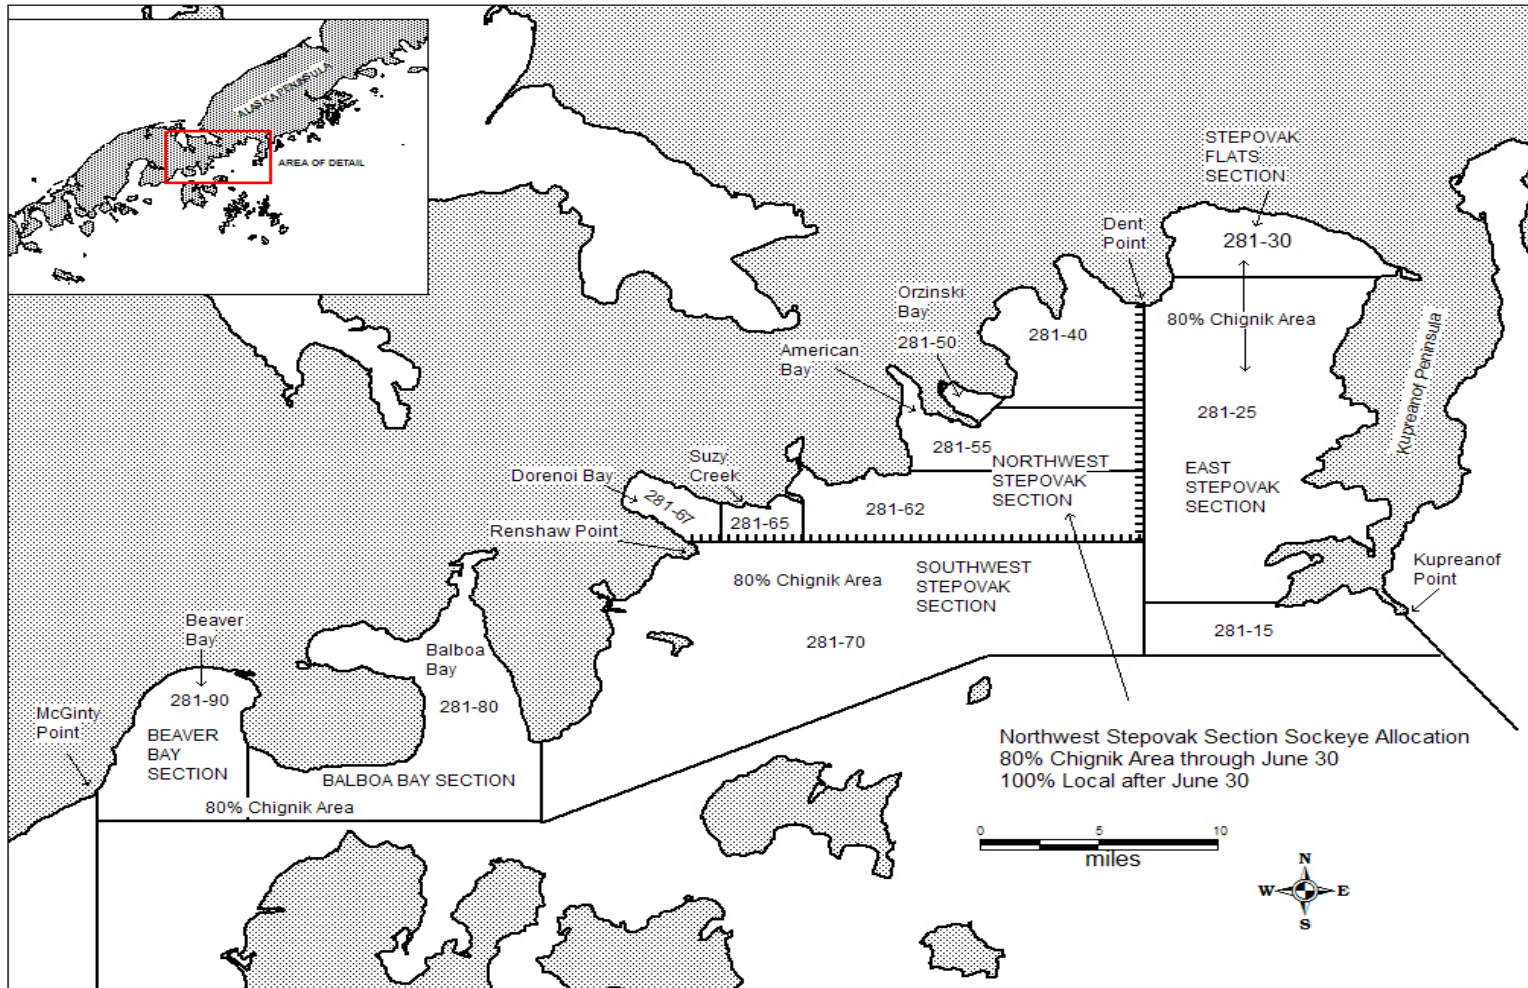 ALASKA PENINSULA
AREA OF DETAIL
STEPOVAK
FLATS
SECTION
281-30
Dent
Point
Orzinski
Bay
281-50
281-40
80% Chignik Area
American
Bay
Kupreanof Peninsula
281-25
281-55
Suzy
Creek
Dorenoi Bay
NORTHWEST
STEPOVAK
SECTION
EAST
STEPOVAK
SECTION
281-67
281-65
281-62
Renshaw Point
80% Chignik Area
SOUTHWEST
STEPOVAK
SECTION
Kupreanof
Point
281-15
281-70
Beaver
Bay
Balboa
Bay
281-90
281-80
McGinty
Point
BEAVER
BAY
SECTION
BALBOA BAY SECTION
80% Chignik Area
Northwest Stepovak Section Sockeye Allocation
80% Chignik Area through June 30
100% Local after June 30
0 5 10
miles
N
W E
S